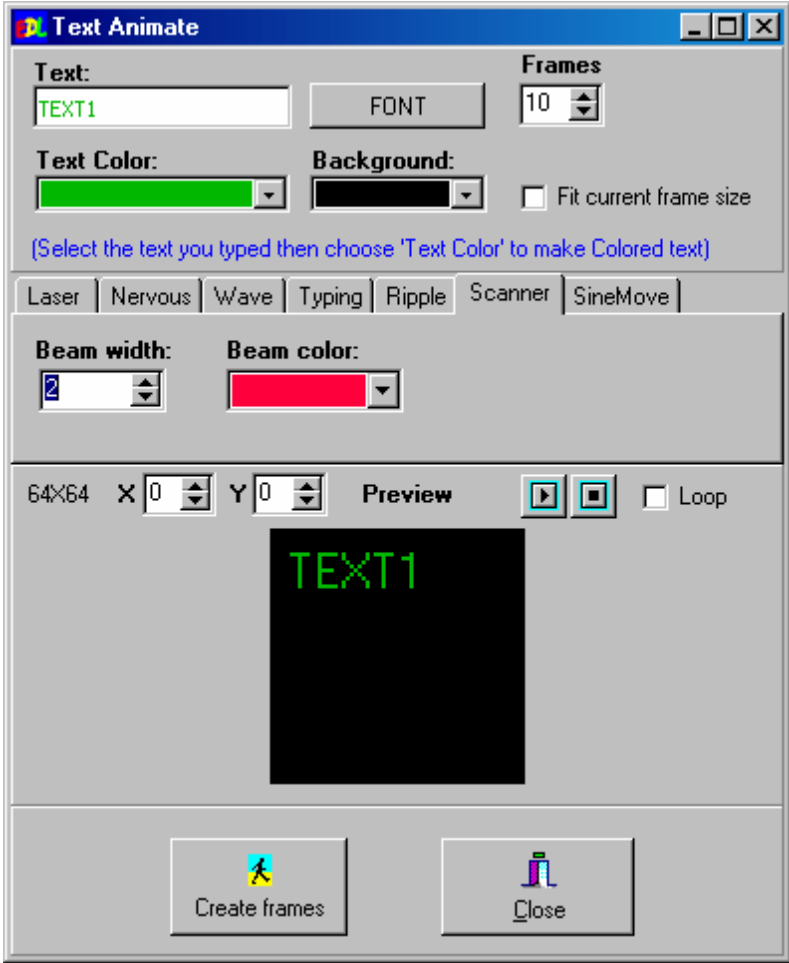 EDL Text Animate
Text: Frames
TEXT1 FONT 10
Text Color: Background:
Fit current frame size
(Select the text you typed then choose 'Text Color' to make Colored text)
Laser Nervous Wave Typing Ripple Scanner SineMove
Beam width: Beam color:
2
64X64 X 0 Y 0 Preview Loop
TEXT1
Create frames Close